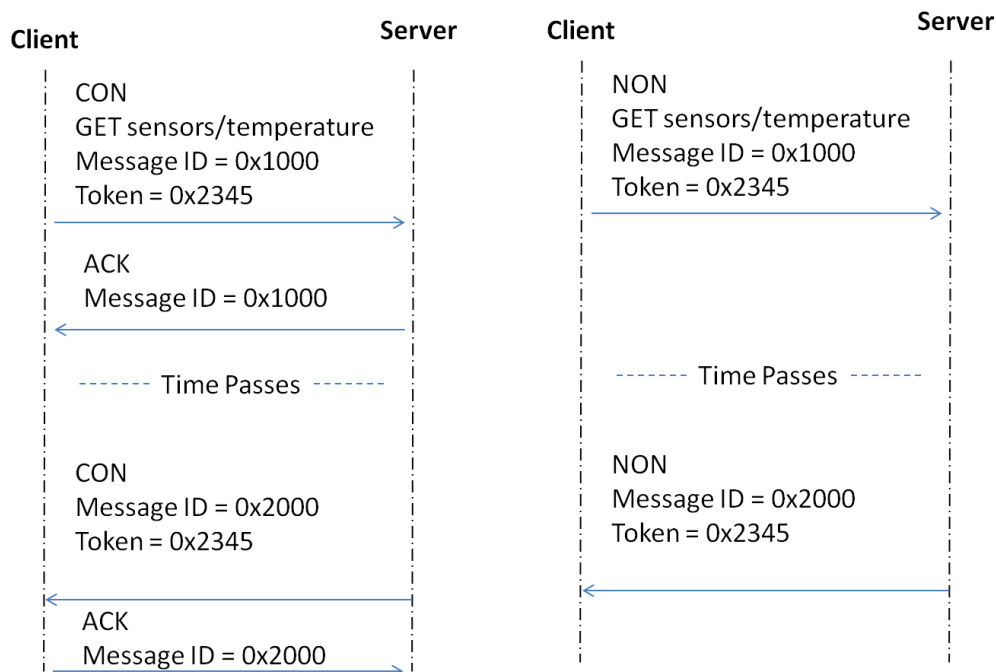 Client
Server
CON
GET sensors/temperature
Message ID = 0x1000
Token = 0x2345
ACK
Message ID = 0x1000
Time Passes
CON
Message ID = 0x2000
Token = 0x2345
ACK
Message ID = 0x2000
Client
Server
NON
GET sensors/temperature
Message ID = 0x1000
Token = 0x2345
Time Passes
NON
Message ID = 0x2000
Token = 0x2345